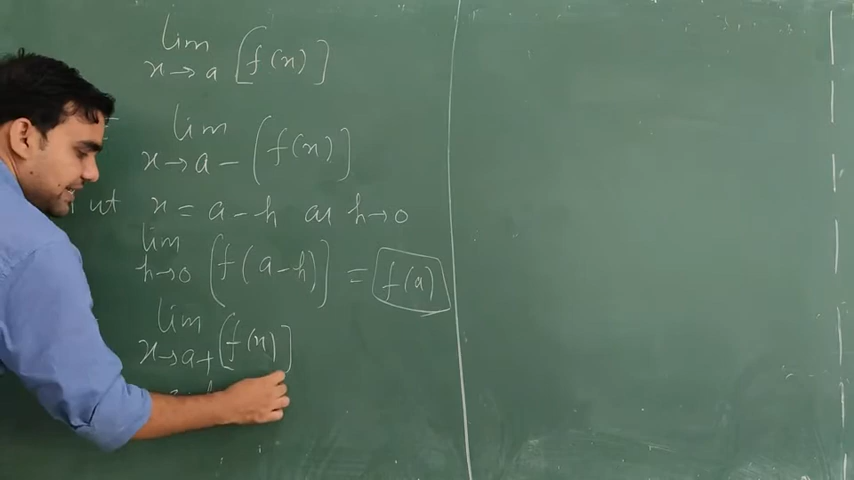 lim
x→a [f(x)]
lim
x→a- [f(x)]
Put x = a-h as h→0
lim
h→0 [f(a-h)] = f(a)
lim
x→a+ [f(x)]